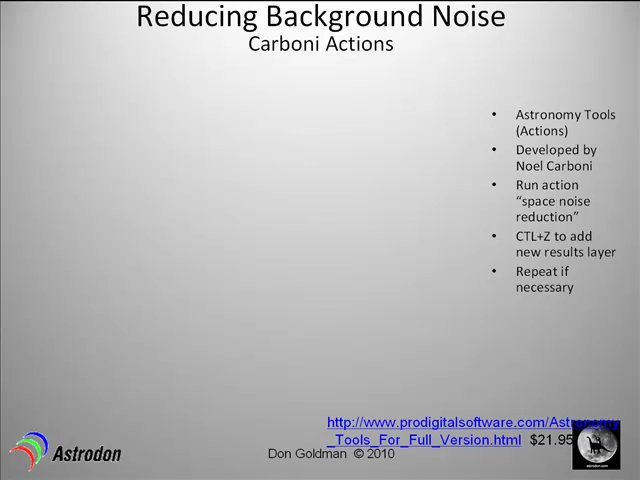 Reducing Background Noise
Carboni Actions
• Astronomy Tools
(Actions)
• Developed by
Noel Carboni
• Run action
“space noise
reduction”
• CTL+Z to add
new results layer
• Repeat if
necessary
http://www.prodigitalsoftware.com/Astronomy
_Tools_For_Full_Version.html $21.95
Don Goldman © 2010
Astrodon